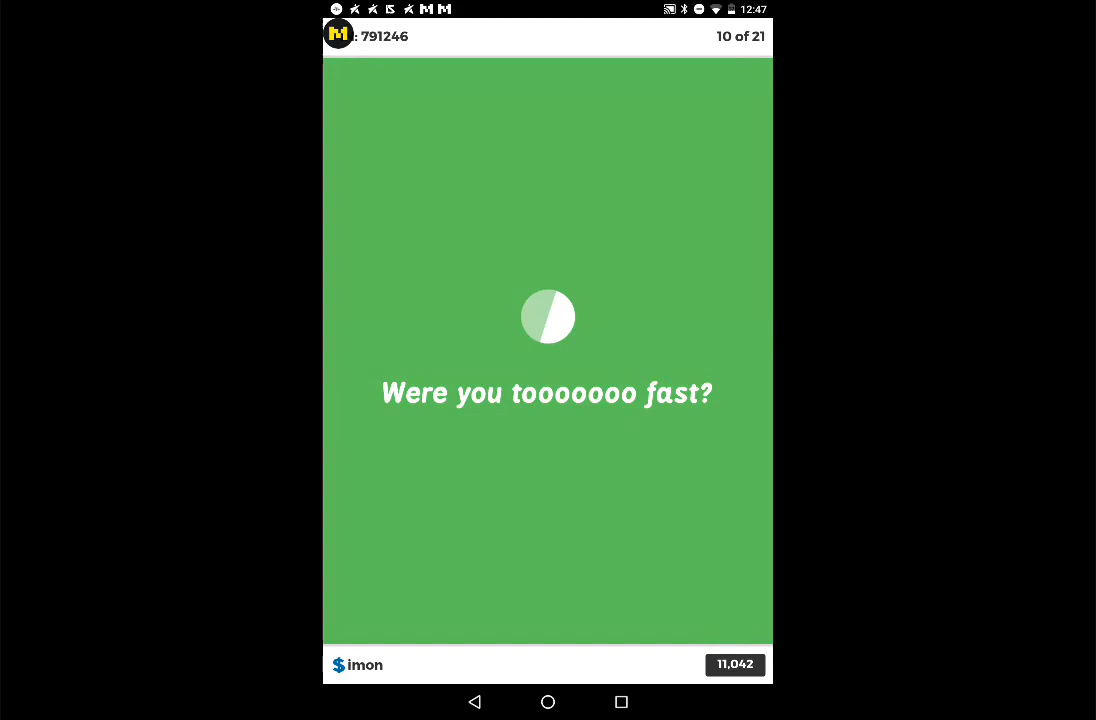 12:47
: 791246
10 of 21
Were you tooooooo fast?
$imon
11,042